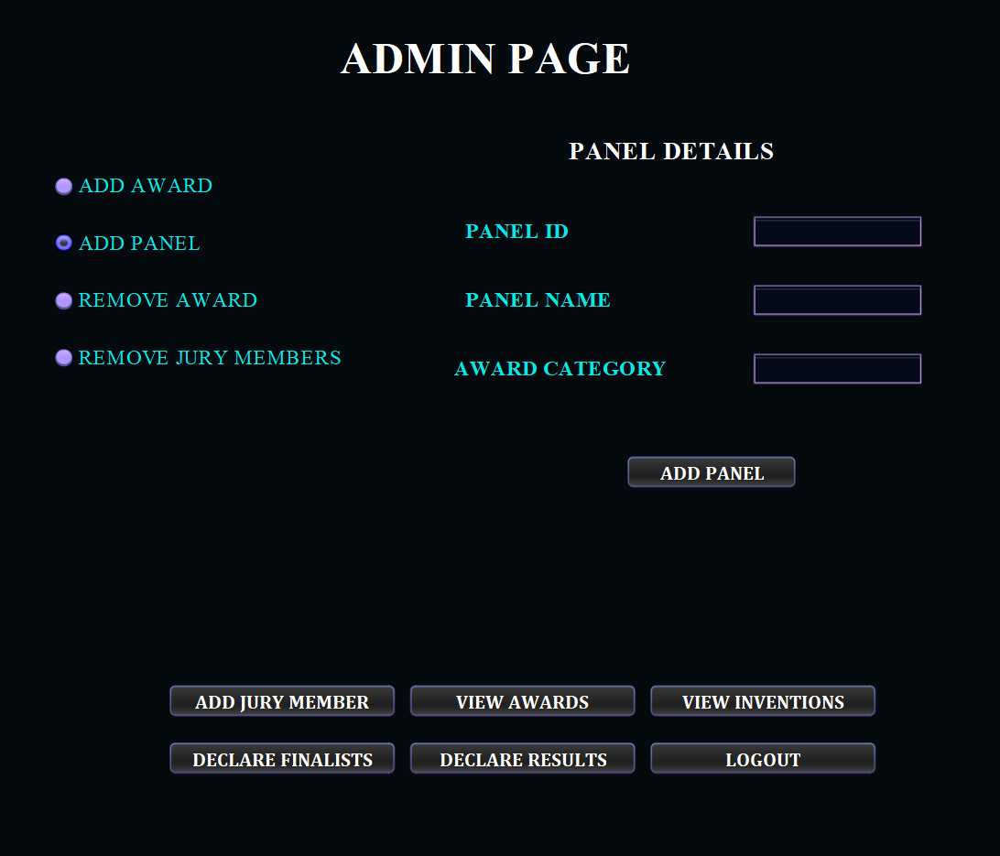 ADMIN PAGE
PANEL DETAILS
ADD AWARD
ADD PANEL
REMOVE AWARD
REMOVE JURY MEMBERS
PANEL ID
PANEL NAME
AWARD CATEGORY
ADD PANEL
ADD JURY MEMBER
VIEW AWARDS
VIEW INVENTIONS
DECLARE FINALISTS
DECLARE RESULTS
LOGOUT